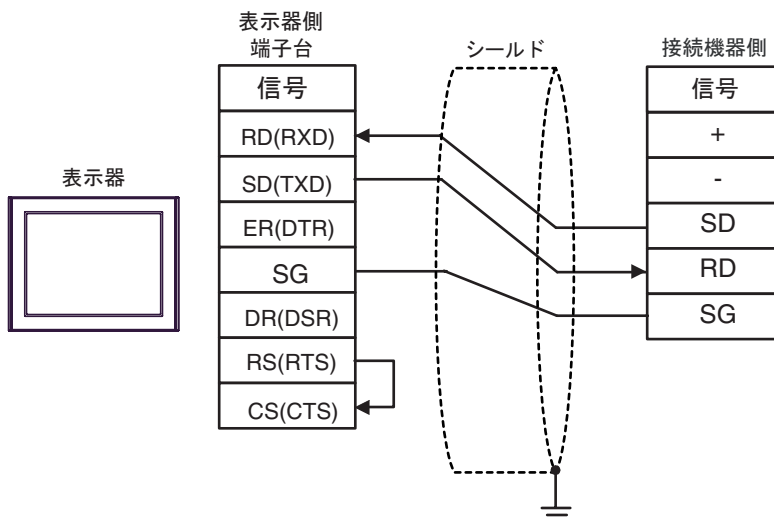 表示器
表示器側
端子台
信号
RD(RXD)
SD(TXD)
ER(DTR)
SG
DR(DSR)
RS(RTS)
CS(CTS)
シールド
接続機器側
信号
+
-
SD
RD
SG